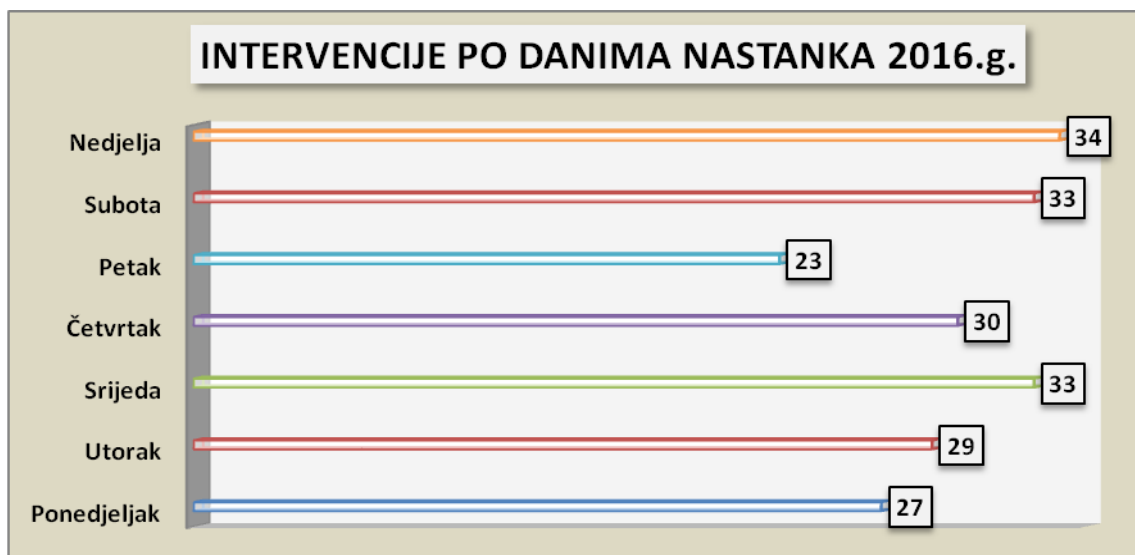 INTERVENCIJE PO DANIMA NASTANKA 2016.g.
Nedjelja 34
Subota 33
Petak 23
Četvrtak 30
Srijeda 33
Utorak 29
Ponedjeljak 27